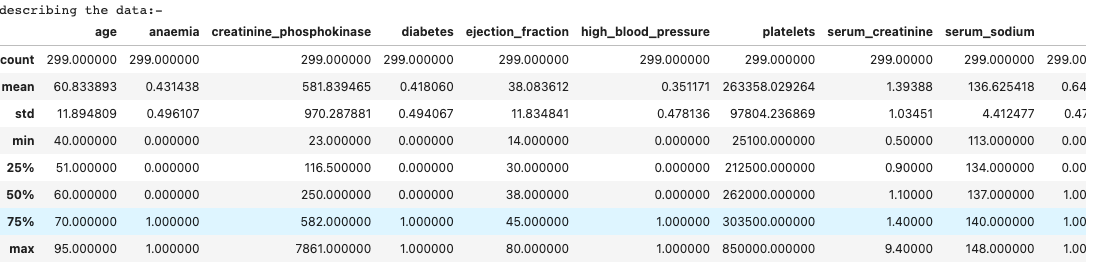 describing the data:-
age anaemia creatinine_phosphokinase diabetes ejection_fraction high_blood_pressure platelets serum_creatinine serum_sodium
count 299.000000 299.000000 299.000000 299.000000 299.000000 299.000000 299.000000 299.00000 299.000000 299.00
mean 60.833893 0.431438 581.839465 0.418060 38.083612 0.351171 263358.029264 1.39388 136.625418 0.64
std 11.894809 0.496107 970.287881 0.494067 11.834841 0.478136 97804.236869 1.03451 4.412477 0.47
min 40.000000 0.000000 23.000000 0.000000 14.000000 0.000000 25100.000000 0.50000 113.000000 0.00
25% 51.000000 0.000000 116.500000 0.000000 30.000000 0.000000 212500.000000 0.90000 134.000000 0.00
50% 60.000000 0.000000 250.000000 0.000000 38.000000 0.000000 262000.000000 1.10000 137.000000 1.00
75% 70.000000 1.000000 582.000000 1.000000 45.000000 1.000000 303500.000000 1.40000 140.000000 1.00
max 95.000000 1.000000 7861.000000 1.000000 80.000000 1.000000 850000.000000 9.40000 148.000000 1.00